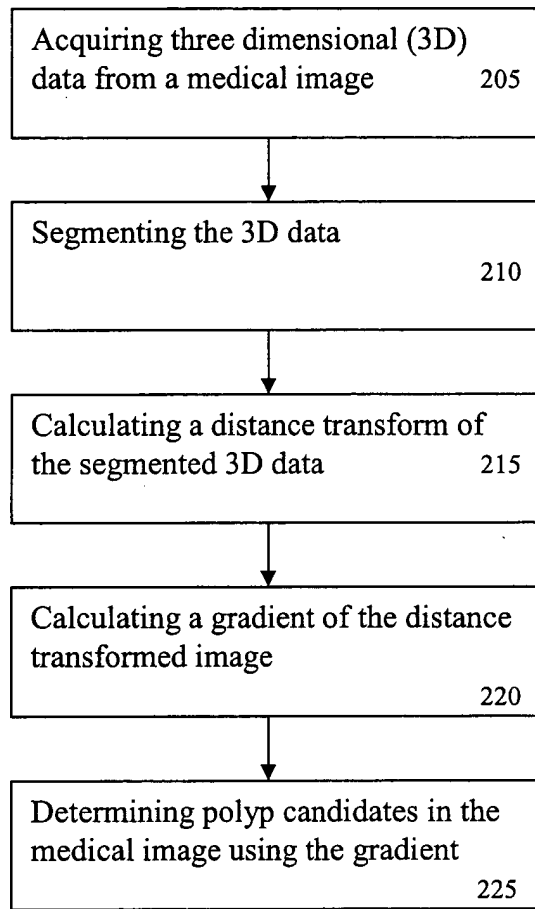 Acquiring three dimensional (3D)
data from a medical image 205
Segmenting the 3D data
210
Calculating a distance transform of
the segmented 3D data 215
Calculating a gradient of the distance
transformed image
220
Determining polyp candidates in the
medical image using the gradient
225